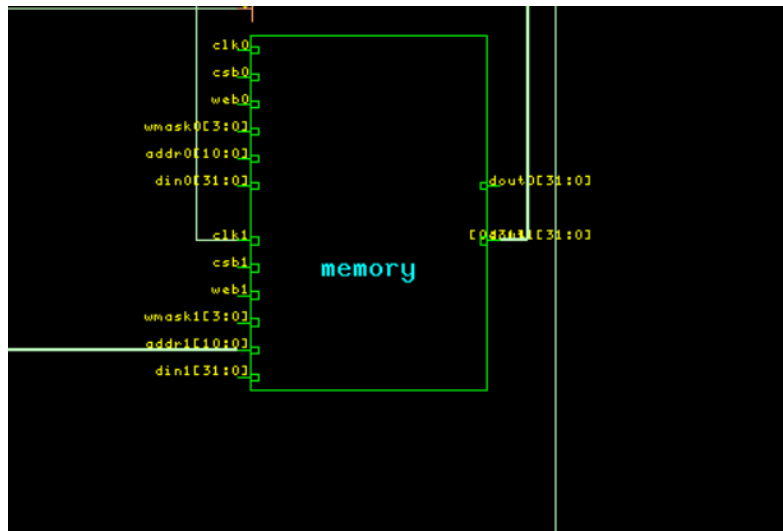 clk0
csb0
web0
wmask0[3:0]
addr0[10:0]
din0[31:0]
dout0[31:0]
clk1
csb1
memory
web1
wmask1[3:0]
addr1[10:0]
din1[31:0]